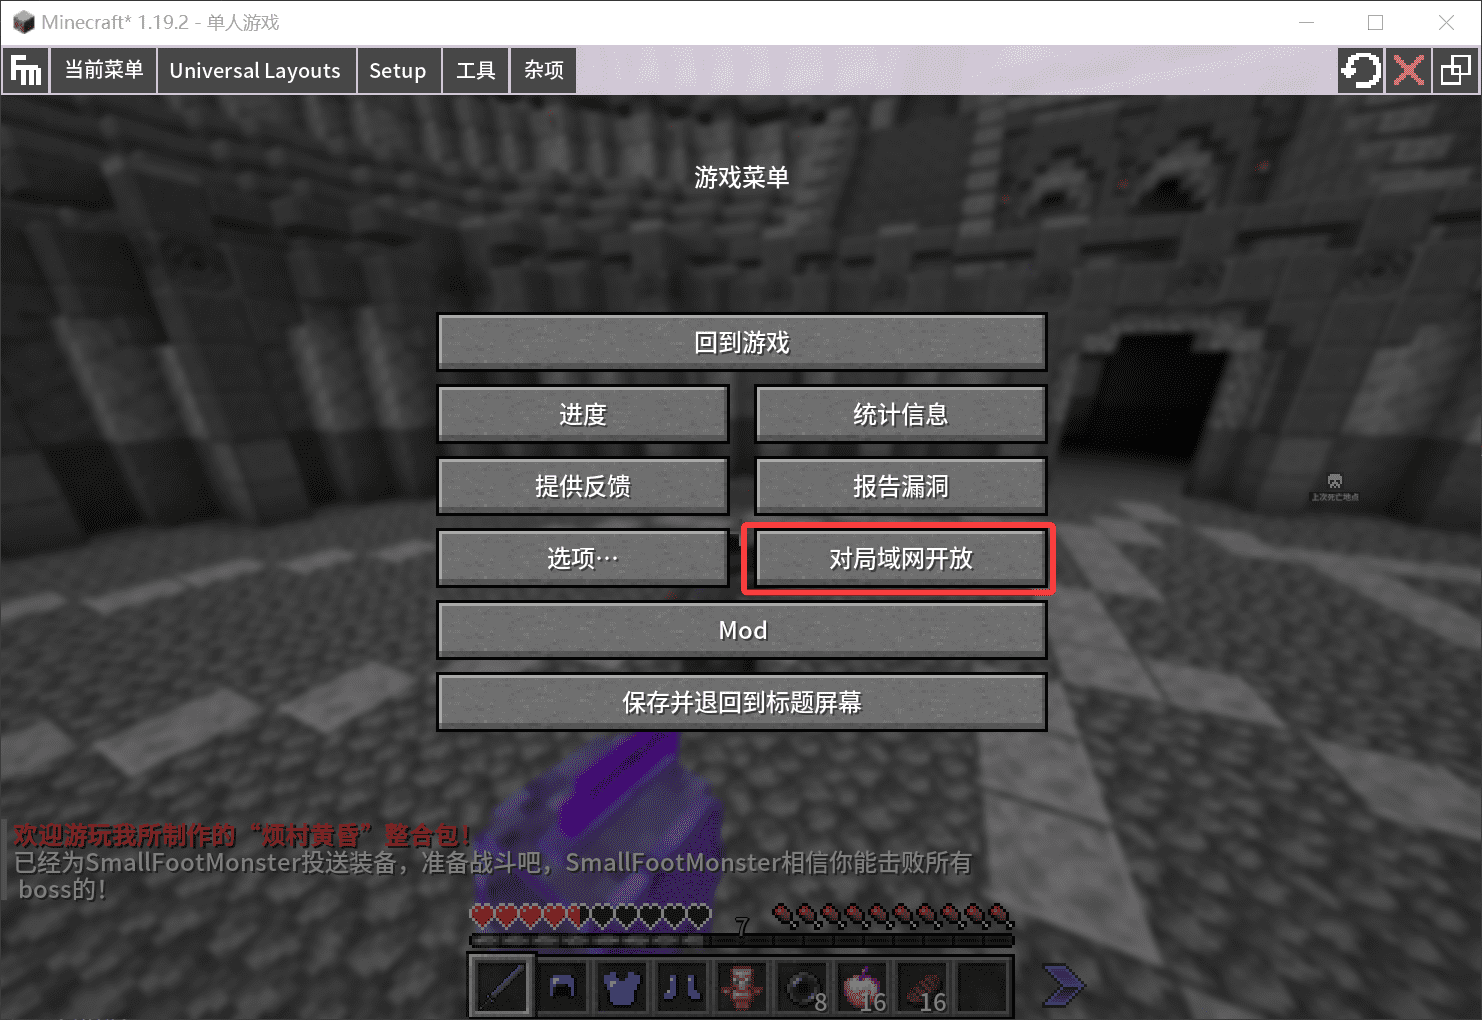 Minecraft* 1.19.2 - 单人游戏
当前菜单 Universal Layouts Setup 工具 杂项
游戏菜单
回到游戏
进度 统计信息
提供反馈 报告漏洞
上次死亡地点
选项… 对局域网开放
Mod
保存并退回到标题屏幕
欢迎游玩我所制作的“烦村黄昏”整合包！
已经为SmallFootMonster投送装备，准备战斗吧，SmallFootMonster相信你能击败所有
boss的！
7
8 16 16